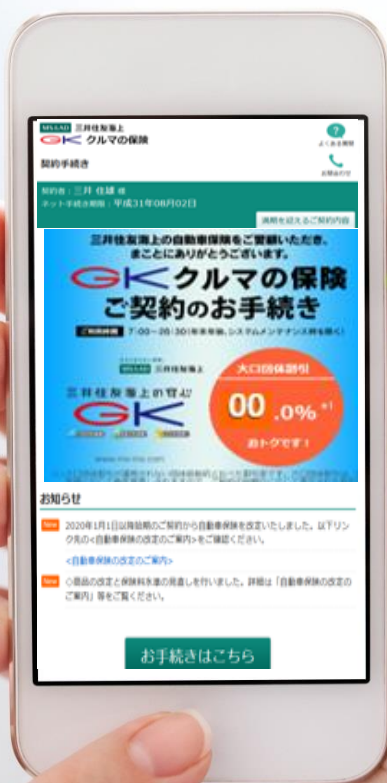 MS&AD 三井住友海上
GK クルマの保険
?
よくある質問
契約手続き
お問合わせ
契約者：三井 住雄 様
ネット手続き期限：平成31年08月02日
満期を迎えるご契約内容
三井住友海上の自動車保険をご愛顧いただき、
まことにありがとうございます。
GK クルマの保険
ご契約のお手続き
ご利用時間 7:00～26:30(年末年始、システムメンテナンス時を除く)
MS&AD 三井住友海上
大口団体割引
三井住友海上の
GK
00.0%*1
おトクです！
www.ms-ins.com
お知らせ
New 2020年1月1日以降始期のご契約から自動車保険を改定いたしました。以下リン
ク先の<自動車保険の改定のご案内>をご確認ください。
<自動車保険の改定のご案内>
New ◇商品の改定と保険料水準の見直しを行いました。詳細は「自動車保険の改定の
ご案内」等をご覧ください。
お手続きはこちら